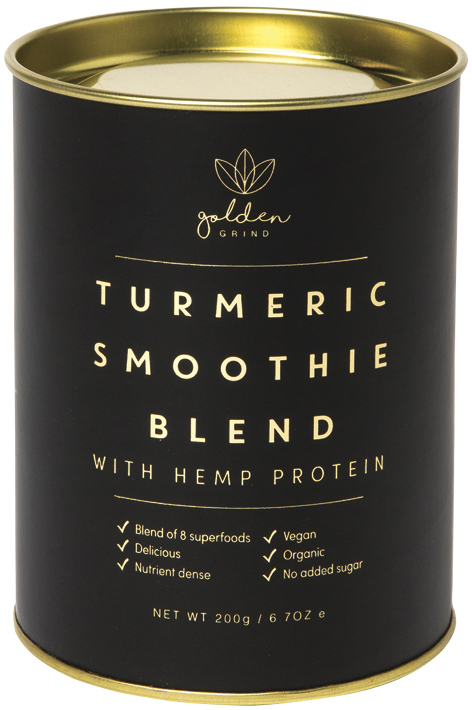 golden
GRIND
TURMERIC
SMOOTHIE
BLEND
WITH HEMP PROTEIN
✓ Blend of 8 superfoods ✓ Vegan
✓ Delicious ✓ Organic
✓ Nutrient dense ✓ No added sugar
NET WT 200g / 6 7OZ e